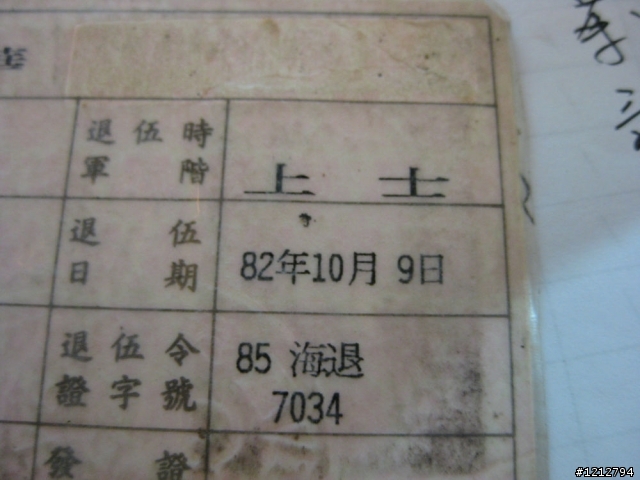 退伍時
軍階
上士
退伍
日期
82年10月 9日
退伍令
證字號
85 海退
7034
發證
#1212794